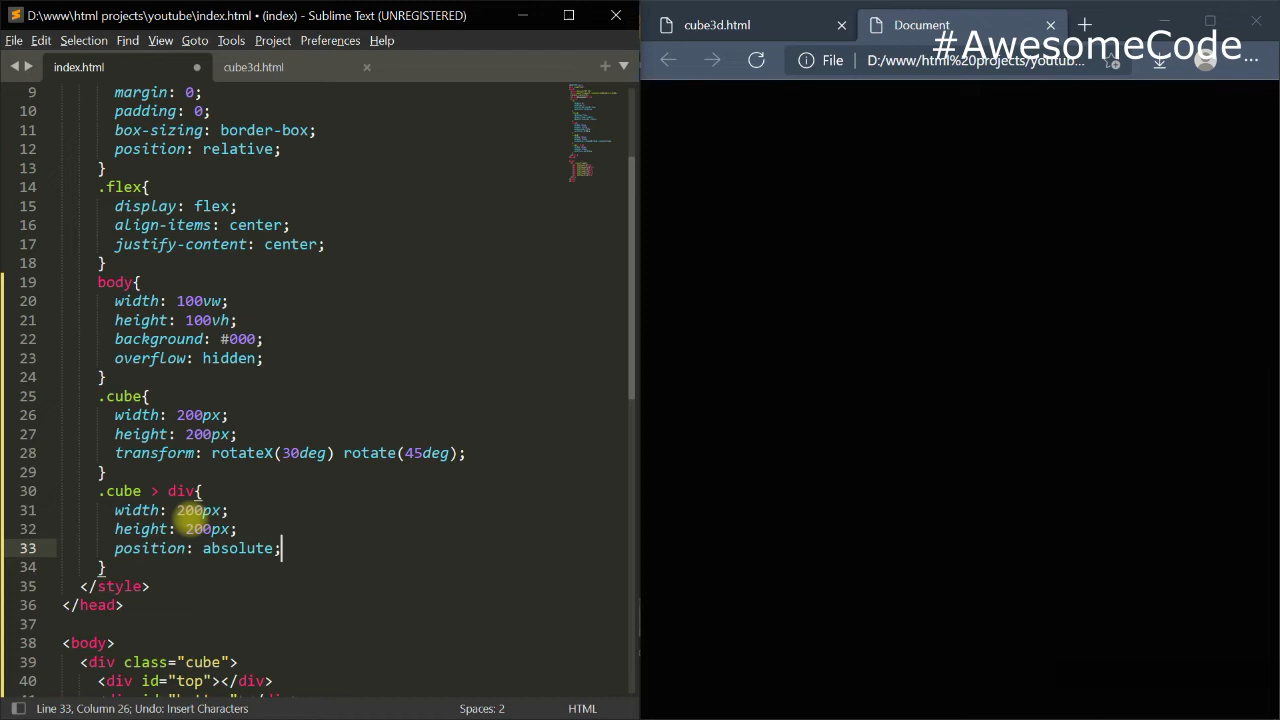 D:\www\html projects\youtube\index.html • (index) - Sublime Text (UNREGISTERED)
File Edit Selection Find View Goto Tools Project Preferences Help
index.html cube3d.html
9 margin: 0;
10 padding: 0;
11 box-sizing: border-box;
12 position: relative;
13 }
14 .flex{
15 display: flex;
16 align-items: center;
17 justify-content: center;
18 }
19 body{
20 width: 100vw;
21 height: 100vh;
22 background: #000;
23 overflow: hidden;
24 }
25 .cube{
26 width: 200px;
27 height: 200px;
28 transform: rotateX(30deg) rotate(45deg);
29 }
30 .cube > div{
31 width: 200px;
32 height: 200px;
33 position: absolute;
34 }
35 </style>
36 </head>
37
38 <body>
39 <div class="cube">
40 <div id="top"></div>
Line 33, Column 26; Undo: Insert Characters Spaces: 2 HTML
cube3d.html Document
#AwesomeCode
File D:/www/html%20projects/youtub...